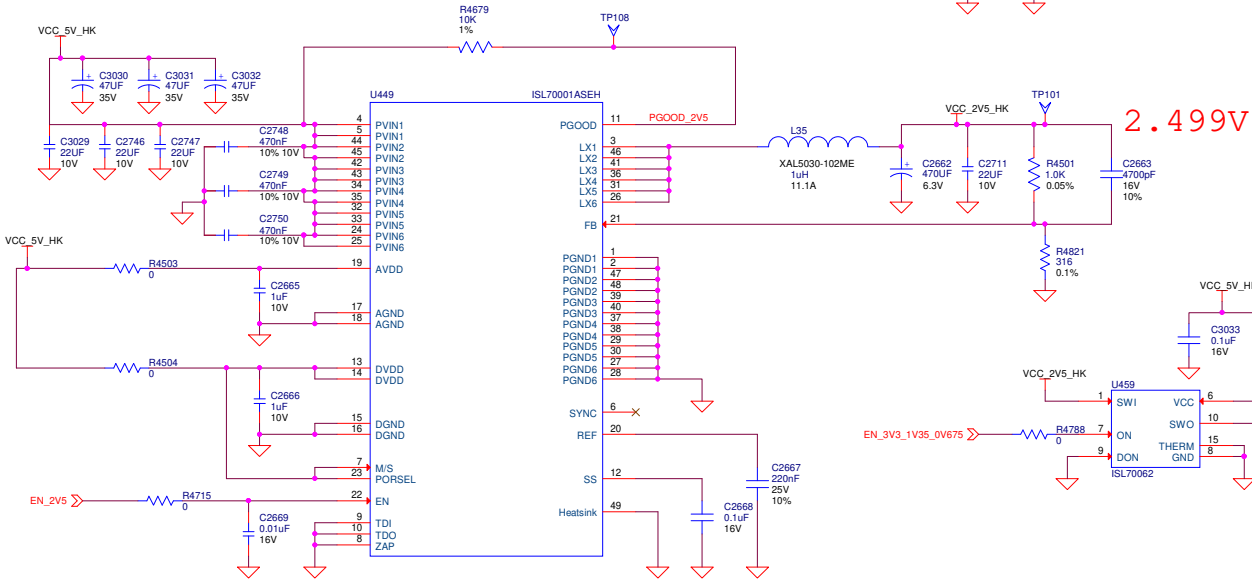 R4679
10K
1%
TP108
VCC_5V_HK
C3030
47UF
35V
C3031
47UF
35V
C3032
47UF
35V
C3029
22UF
10V
C2746
22UF
10V
C2747
22UF
10V
U449
ISL70001ASEH
C2748
470nF
10% 10V
C2749
470nF
10% 10V
C2750
470nF
10% 10V
4 PVIN1
5 PVIN1
44 PVIN2
45 PVIN2
42 PVIN3
43 PVIN3
34 PVIN4
35 PVIN4
32 PVIN5
33 PVIN5
24 PVIN6
25 PVIN6
19 AVDD
17 AGND
18 AGND
13 DVDD
14 DVDD
15 DGND
16 DGND
7 M/S
23 PORSEL
22 EN
9 TDI
10 TDO
8 ZAP
PGOOD 11
PGOOD_2V5
LX1 3
LX2 46
LX3 41
LX4 36
LX5 31
LX6 26
FB 21
PGND1 1
PGND1 2
PGND2 47
PGND2 48
PGND3 39
PGND3 40
PGND4 37
PGND4 38
PGND5 29
PGND5 30
PGND6 27
PGND6 28
SYNC 6
REF 20
SS 12
Heatsink 49
VCC_5V_HK
R4503
0
C2665
1uF
10V
R4504
0
C2666
1uF
10V
EN_2V5
R4715
0
C2669
0.01uF
16V
L35
XAL5030-102ME
1uH
11.1A
VCC_2V5_HK
TP101
2.499V
C2662
470UF
6.3V
C2711
22UF
10V
R4501
1.0K
0.05%
C2663
4700pF
16V
10%
R4821
316
0.1%
C2667
220nF
25V
10%
C2668
0.1uF
16V
VCC_5V_H
C3033
0.1uF
16V
VCC_2V5_HK
U459
1 SWI
7 ON
9 DON
VCC 6
SWO 10
THERM 15
GND 8
ISL70062
EN_3V3_1V35_0V675
R4788
0